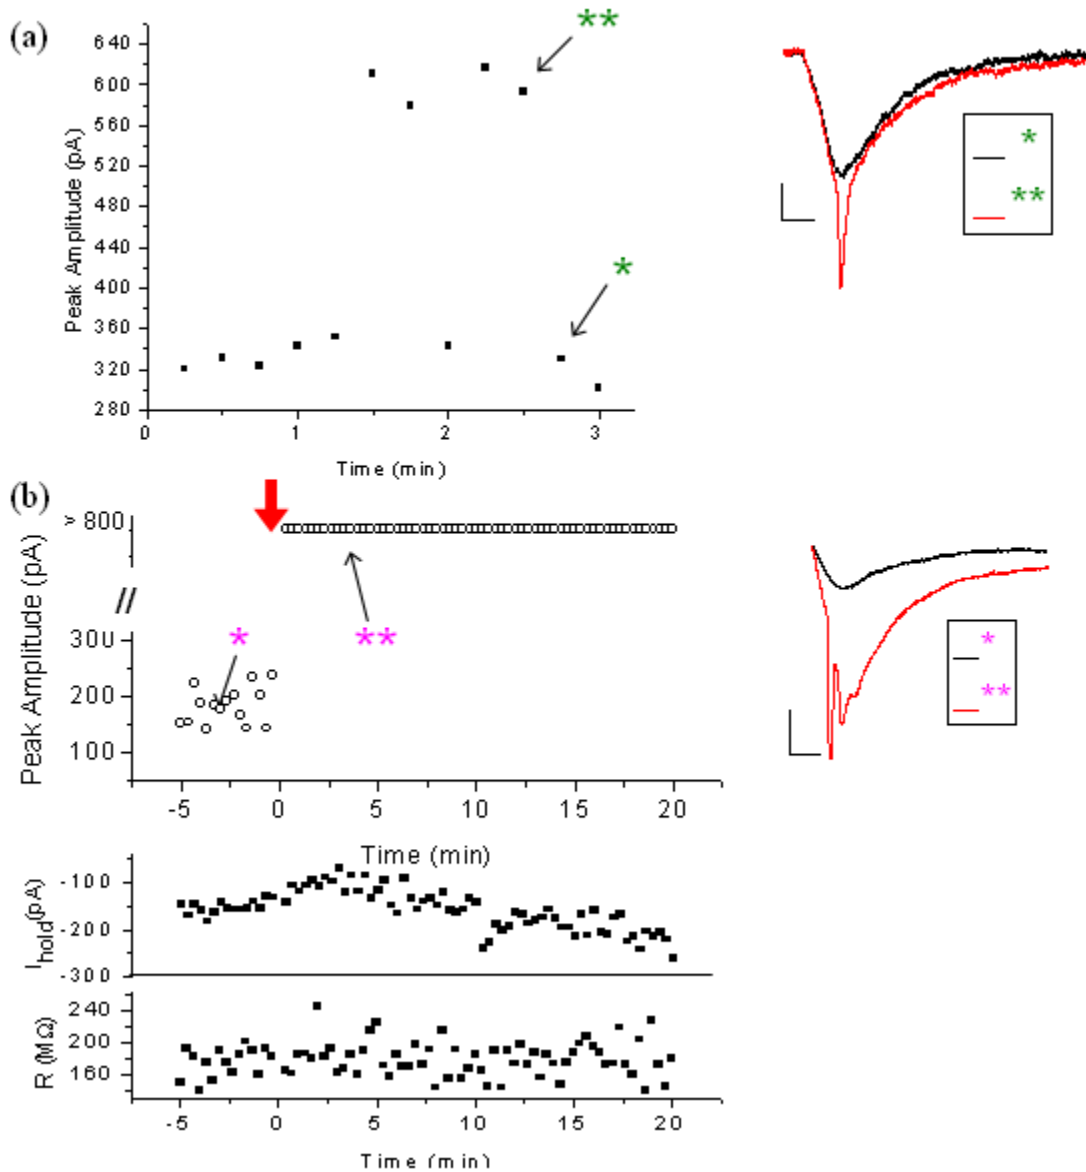 (a)
**
640
600
560
520
480
440
400
360
320
280
Peak Amplitude (pA)
*
0 1 2 3
Time (min)
*
**
(b)
> 800
//
300
200
100
Peak Amplitude (pA)
* **
-5 0 5 10 15 20
Time (min)
*
**
-100
-200
-300
Ihold(pA)
240
200
160
R (MΩ)
-5 0 5 10 15 20
Time (min)